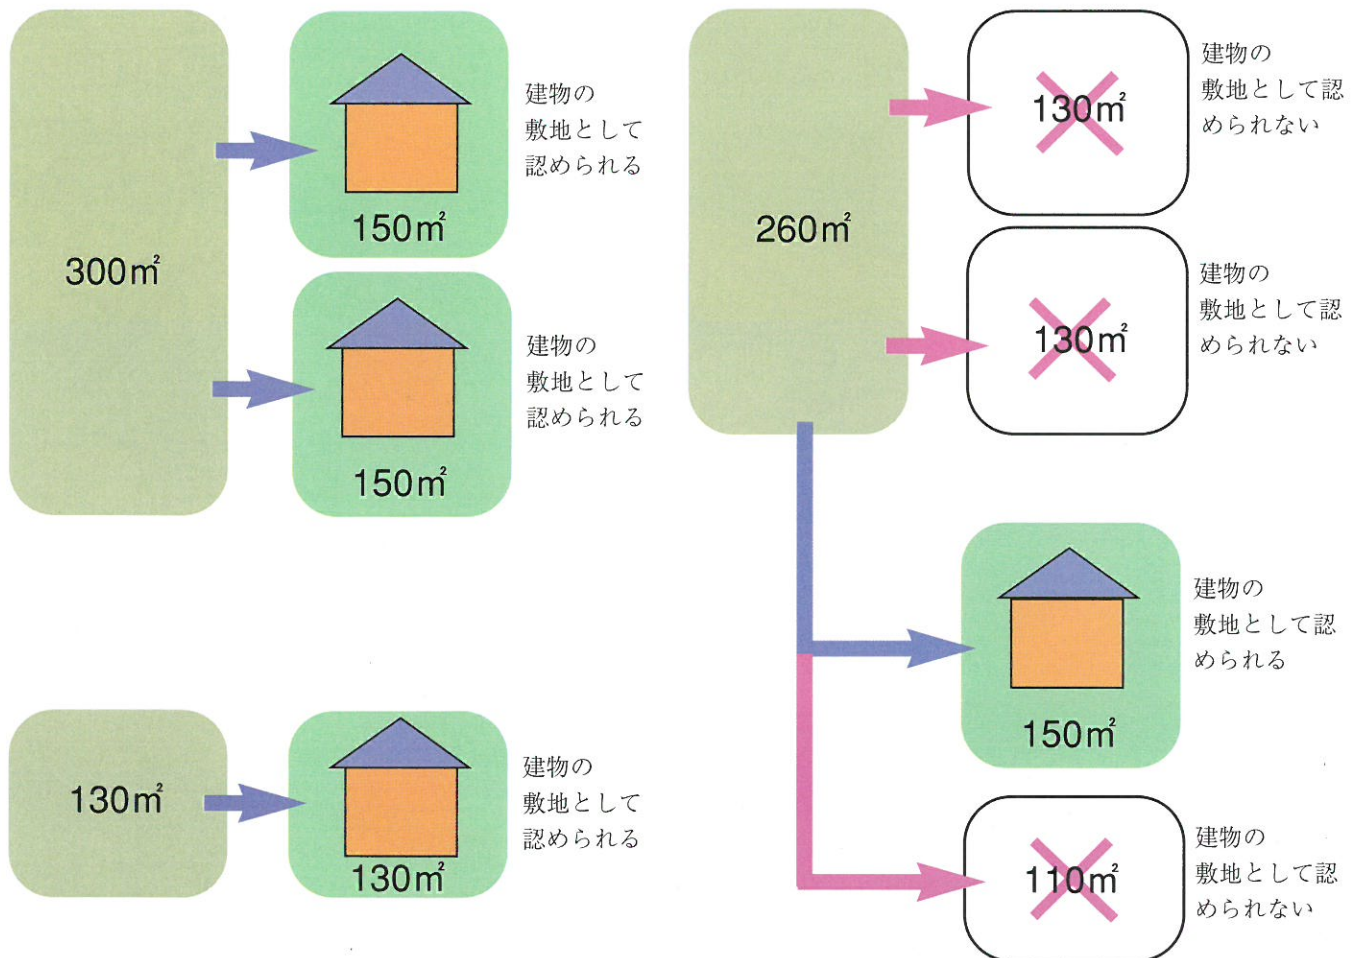 300㎡
建物の
敷地として
認められる
150㎡
建物の
敷地として
認められる
150㎡
130㎡
建物の
敷地として
認められる
130㎡
260㎡
建物の
敷地として認
められない
130㎡
建物の
敷地として認
められない
130㎡
建物の
敷地として認
められる
150㎡
建物の
敷地として認
められない
110㎡